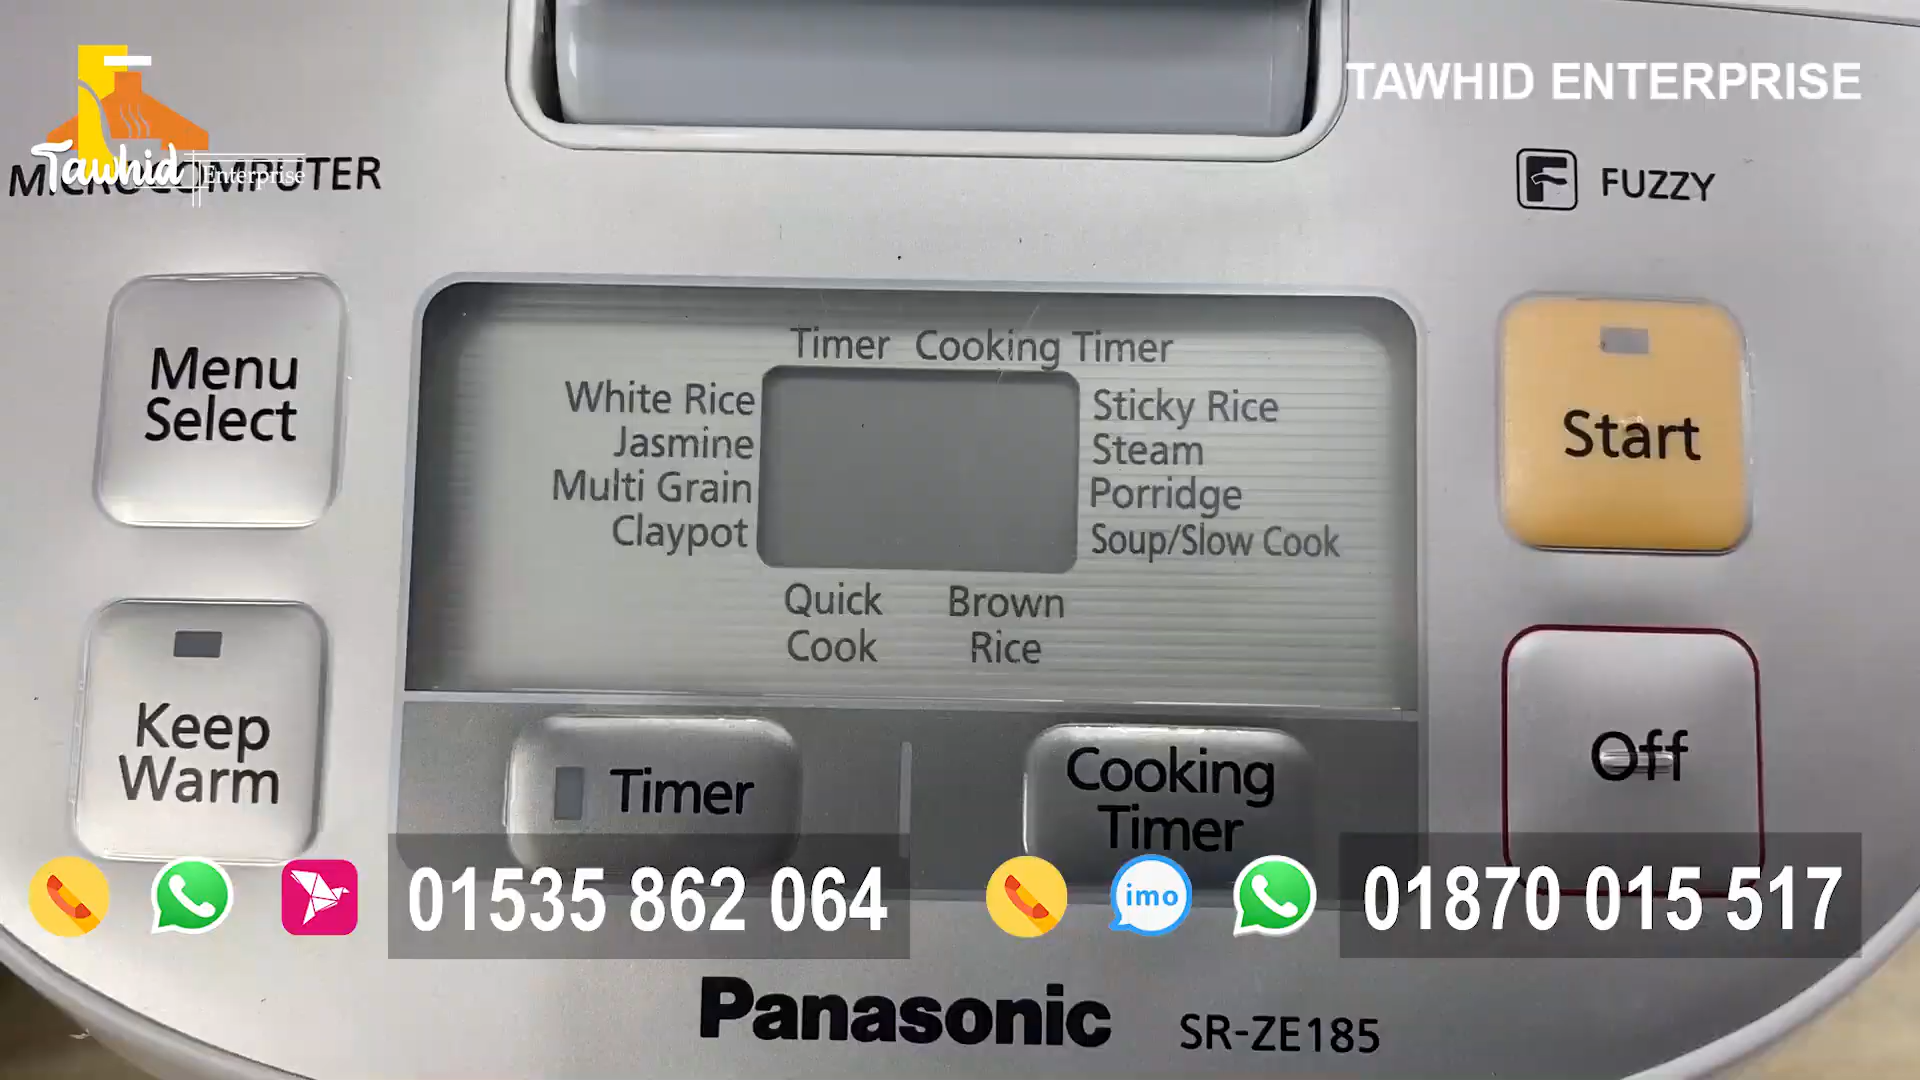 TAWHID ENTERPRISE
Tawhid Enterprise
MICROCOMPUTER
FUZZY
Menu
Select
Timer Cooking Timer
White Rice
Jasmine
Multi Grain
Claypot
Sticky Rice
Steam
Porridge
Soup/Slow Cook
Quick
Cook
Brown
Rice
Start
Keep
Warm
Timer
Cooking
Timer
Off
01535 862 064
imo
01870 015 517
Panasonic SR-ZE185